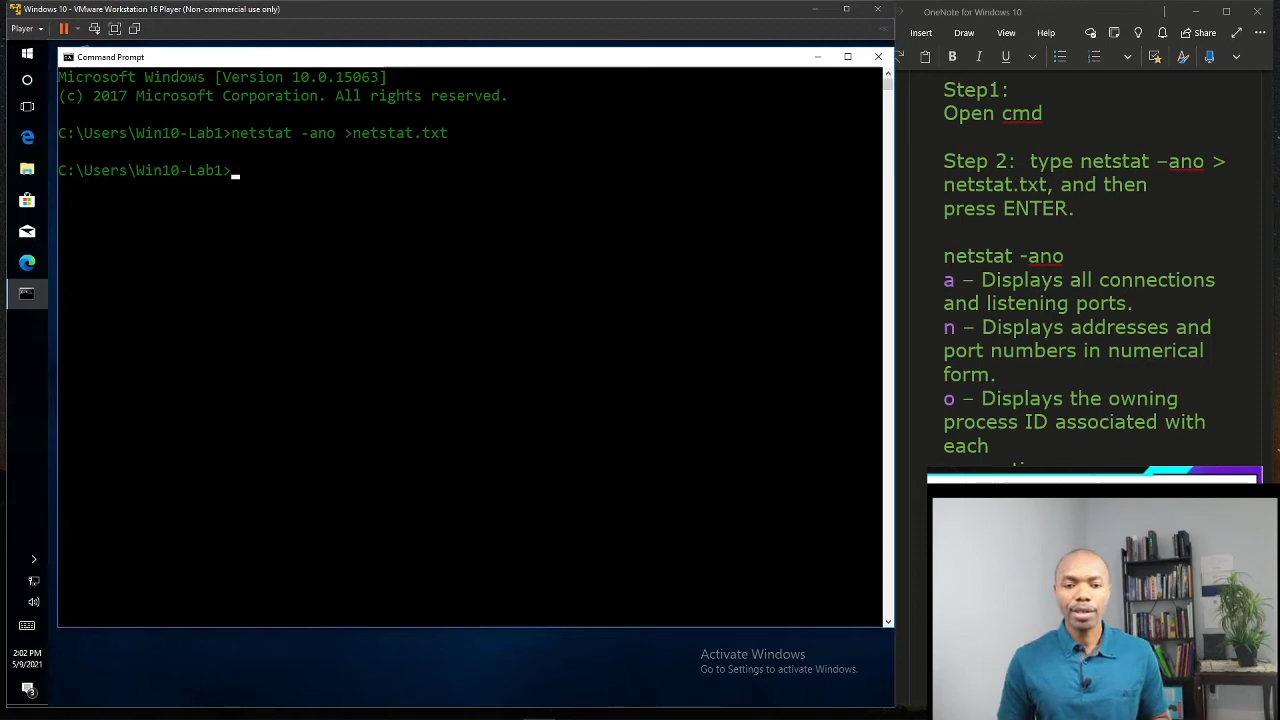 Windows 10 - VMware Workstation 16 Player (Non-commercial use only)
Player
Command Prompt
Microsoft Windows [Version 10.0.15063]
(c) 2017 Microsoft Corporation. All rights reserved.
C:\Users\Win10-Lab1>netstat -ano >netstat.txt
C:\Users\Win10-Lab1>
Activate Windows
Go to Settings to activate Windows.
2:02 PM
5/9/2021
3
OneNote for Windows 10
Insert Draw View Help Share
B I U
Step1:
Open cmd
Step 2:  type netstat –ano >
netstat.txt, and then
press ENTER.
netstat -ano
a – Displays all connections
and listening ports.
n – Displays addresses and
port numbers in numerical
form.
o – Displays the owning
process ID associated with
each